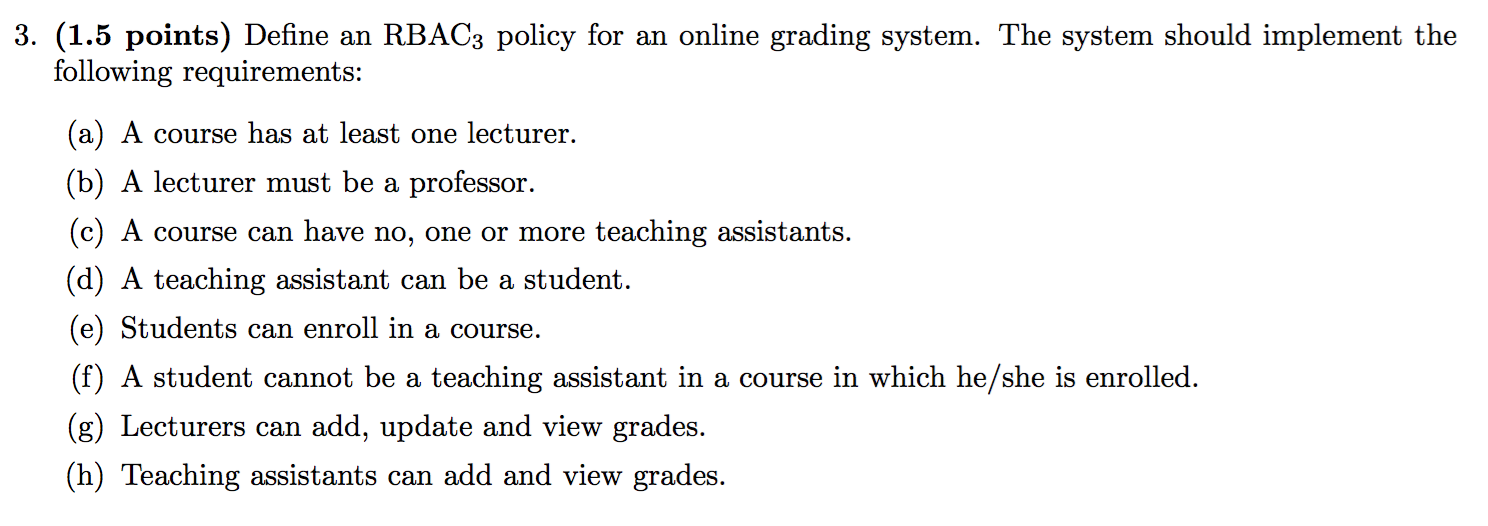 3. (1.5 points) Define an RBAC₃ policy for an online grading system. The system should implement the
following requirements:
(a) A course has at least one lecturer.
(b) A lecturer must be a professor.
(c) A course can have no, one or more teaching assistants.
(d) A teaching assistant can be a student.
(e) Students can enroll in a course.
(f) A student cannot be a teaching assistant in a course in which he/she is enrolled.
(g) Lecturers can add, update and view grades.
(h) Teaching assistants can add and view grades.